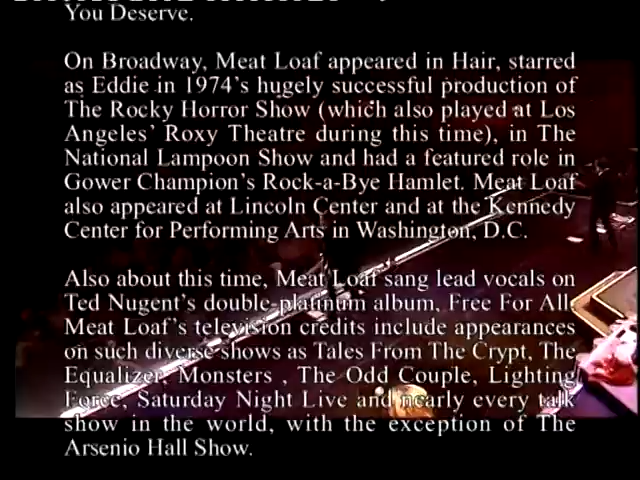 You Deserve.
On Broadway, Meat Loaf appeared in Hair, starred
as Eddie in 1974's hugely successful production of
The Rocky Horror Show (which also played at Los
Angeles' Roxy Theatre during this time), in The
National Lampoon Show and had a featured role in
Gower Champion's Rock-a-Bye Hamlet. Meat Loaf
also appeared at Lincoln Center and at the Kennedy
Center for Performing Arts in Washington, D.C.
Also about this time, Meat Loaf sang lead vocals on
Ted Nugent's double-platinum album, Free For All.
Meat Loaf's television credits include appearances
on such diverse shows as Tales From The Crypt, The
Equalizer, Monsters , The Odd Couple, Lighting
Force, Saturday Night Live and nearly every talk
show in the world, with the exception of The
Arsenio Hall Show.